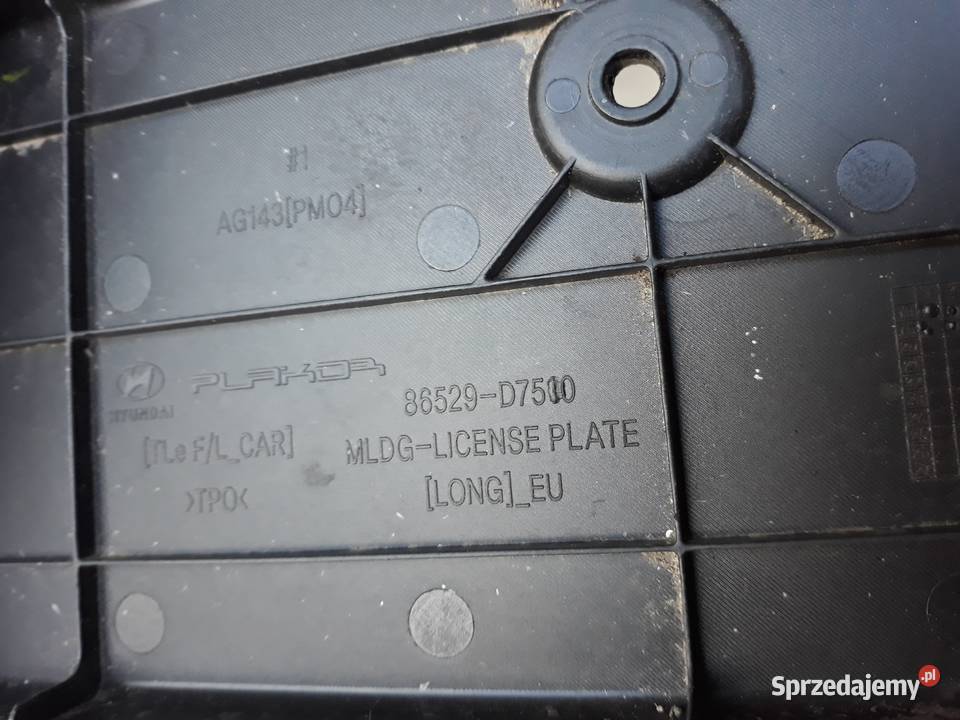 #1
AG143[PM04]
HYUNDAI
PLAKOR
86529-D7500
[TLe F/L_CAR]
MLDG-LICENSE PLATE
>TPO<
[LONG]_EU
Sprzedajemy.pl